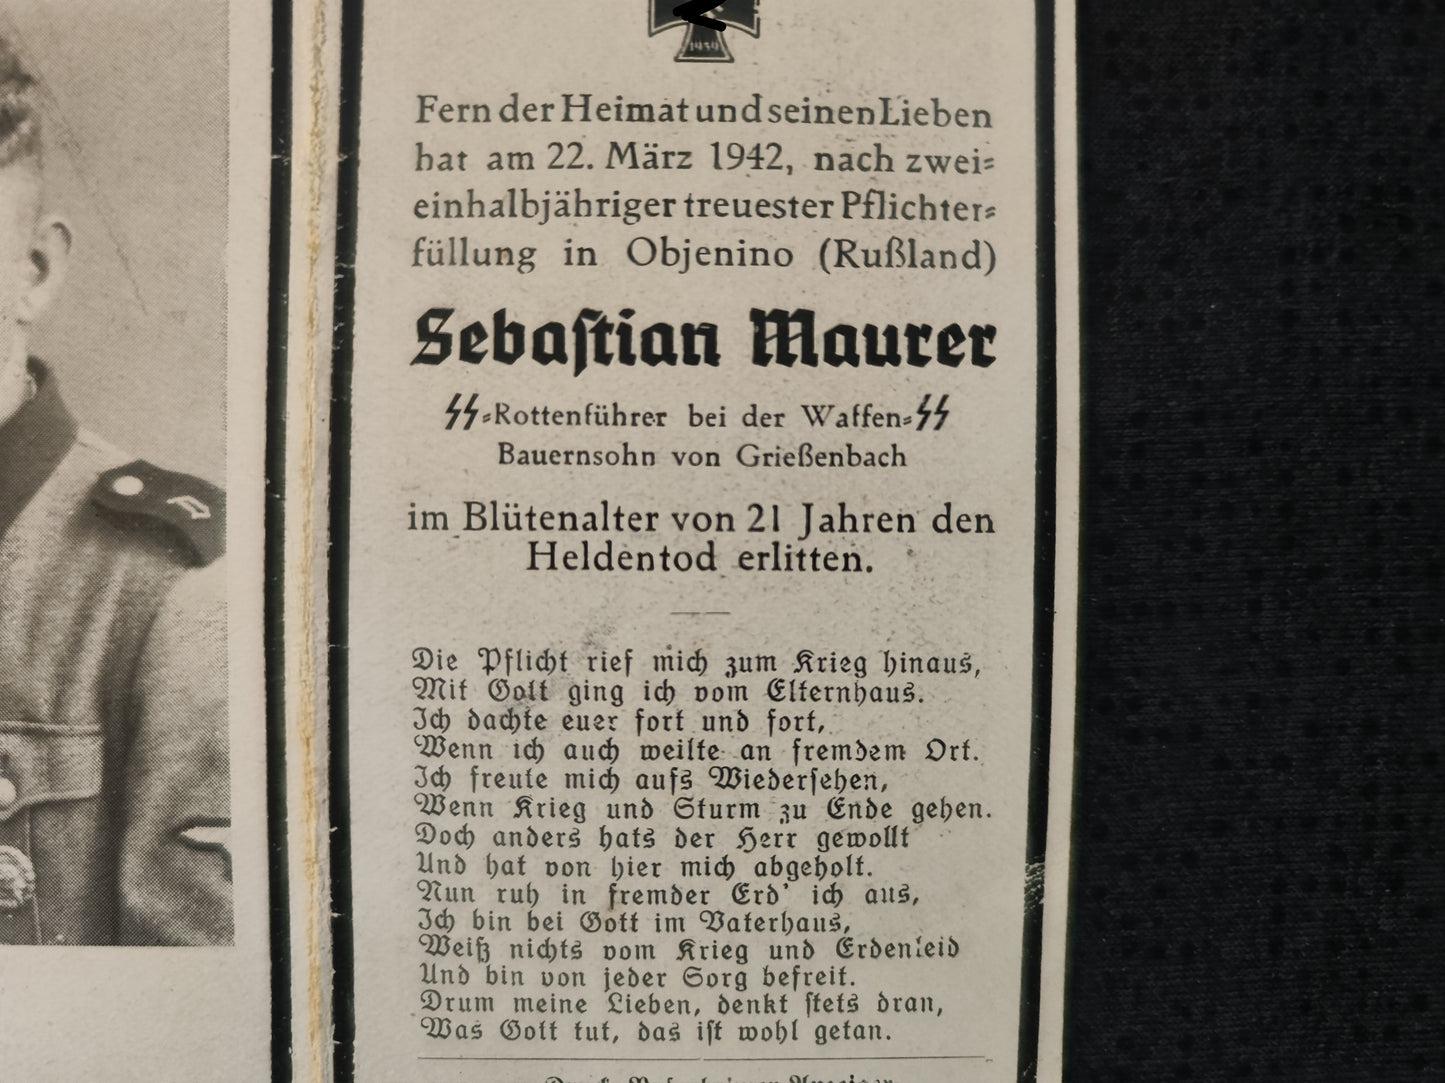 1939
Fern der Heimat und seinen Lieben
hat am 22. März 1942, nach zwei=
einhalbjähriger treuester Pflichter=
füllung in Objenino (Rußland)
Sebaſtian Maurer
ᛋᛋ=Rottenführer bei der Waffen=ᛋᛋ
Bauernsohn von Grießenbach
im Blütenalter von 21 Jahren den
Heldentod erlitten.
Die Pflicht rief mich zum Krieg hinaus,
Mit Gott ging ich vom Elternhaus.
Ich dachte euer fort und fort,
Wenn ich auch weilte an fremdem Ort.
Ich freute mich aufs Wiederſehen,
Wenn Krieg und Sturm zu Ende gehen.
Doch anders hats der Herr gewollt
Und hat von hier mich abgeholt.
Nun ruh in fremder Erd' ich aus,
Ich bin bei Gott im Vaterhaus,
Weiß nichts vom Krieg und Erdenleid
Und bin von jeder Sorg befreit.
Drum meine Lieben, denkt ſtets dran,
Was Gott tut, das iſt wohl getan.